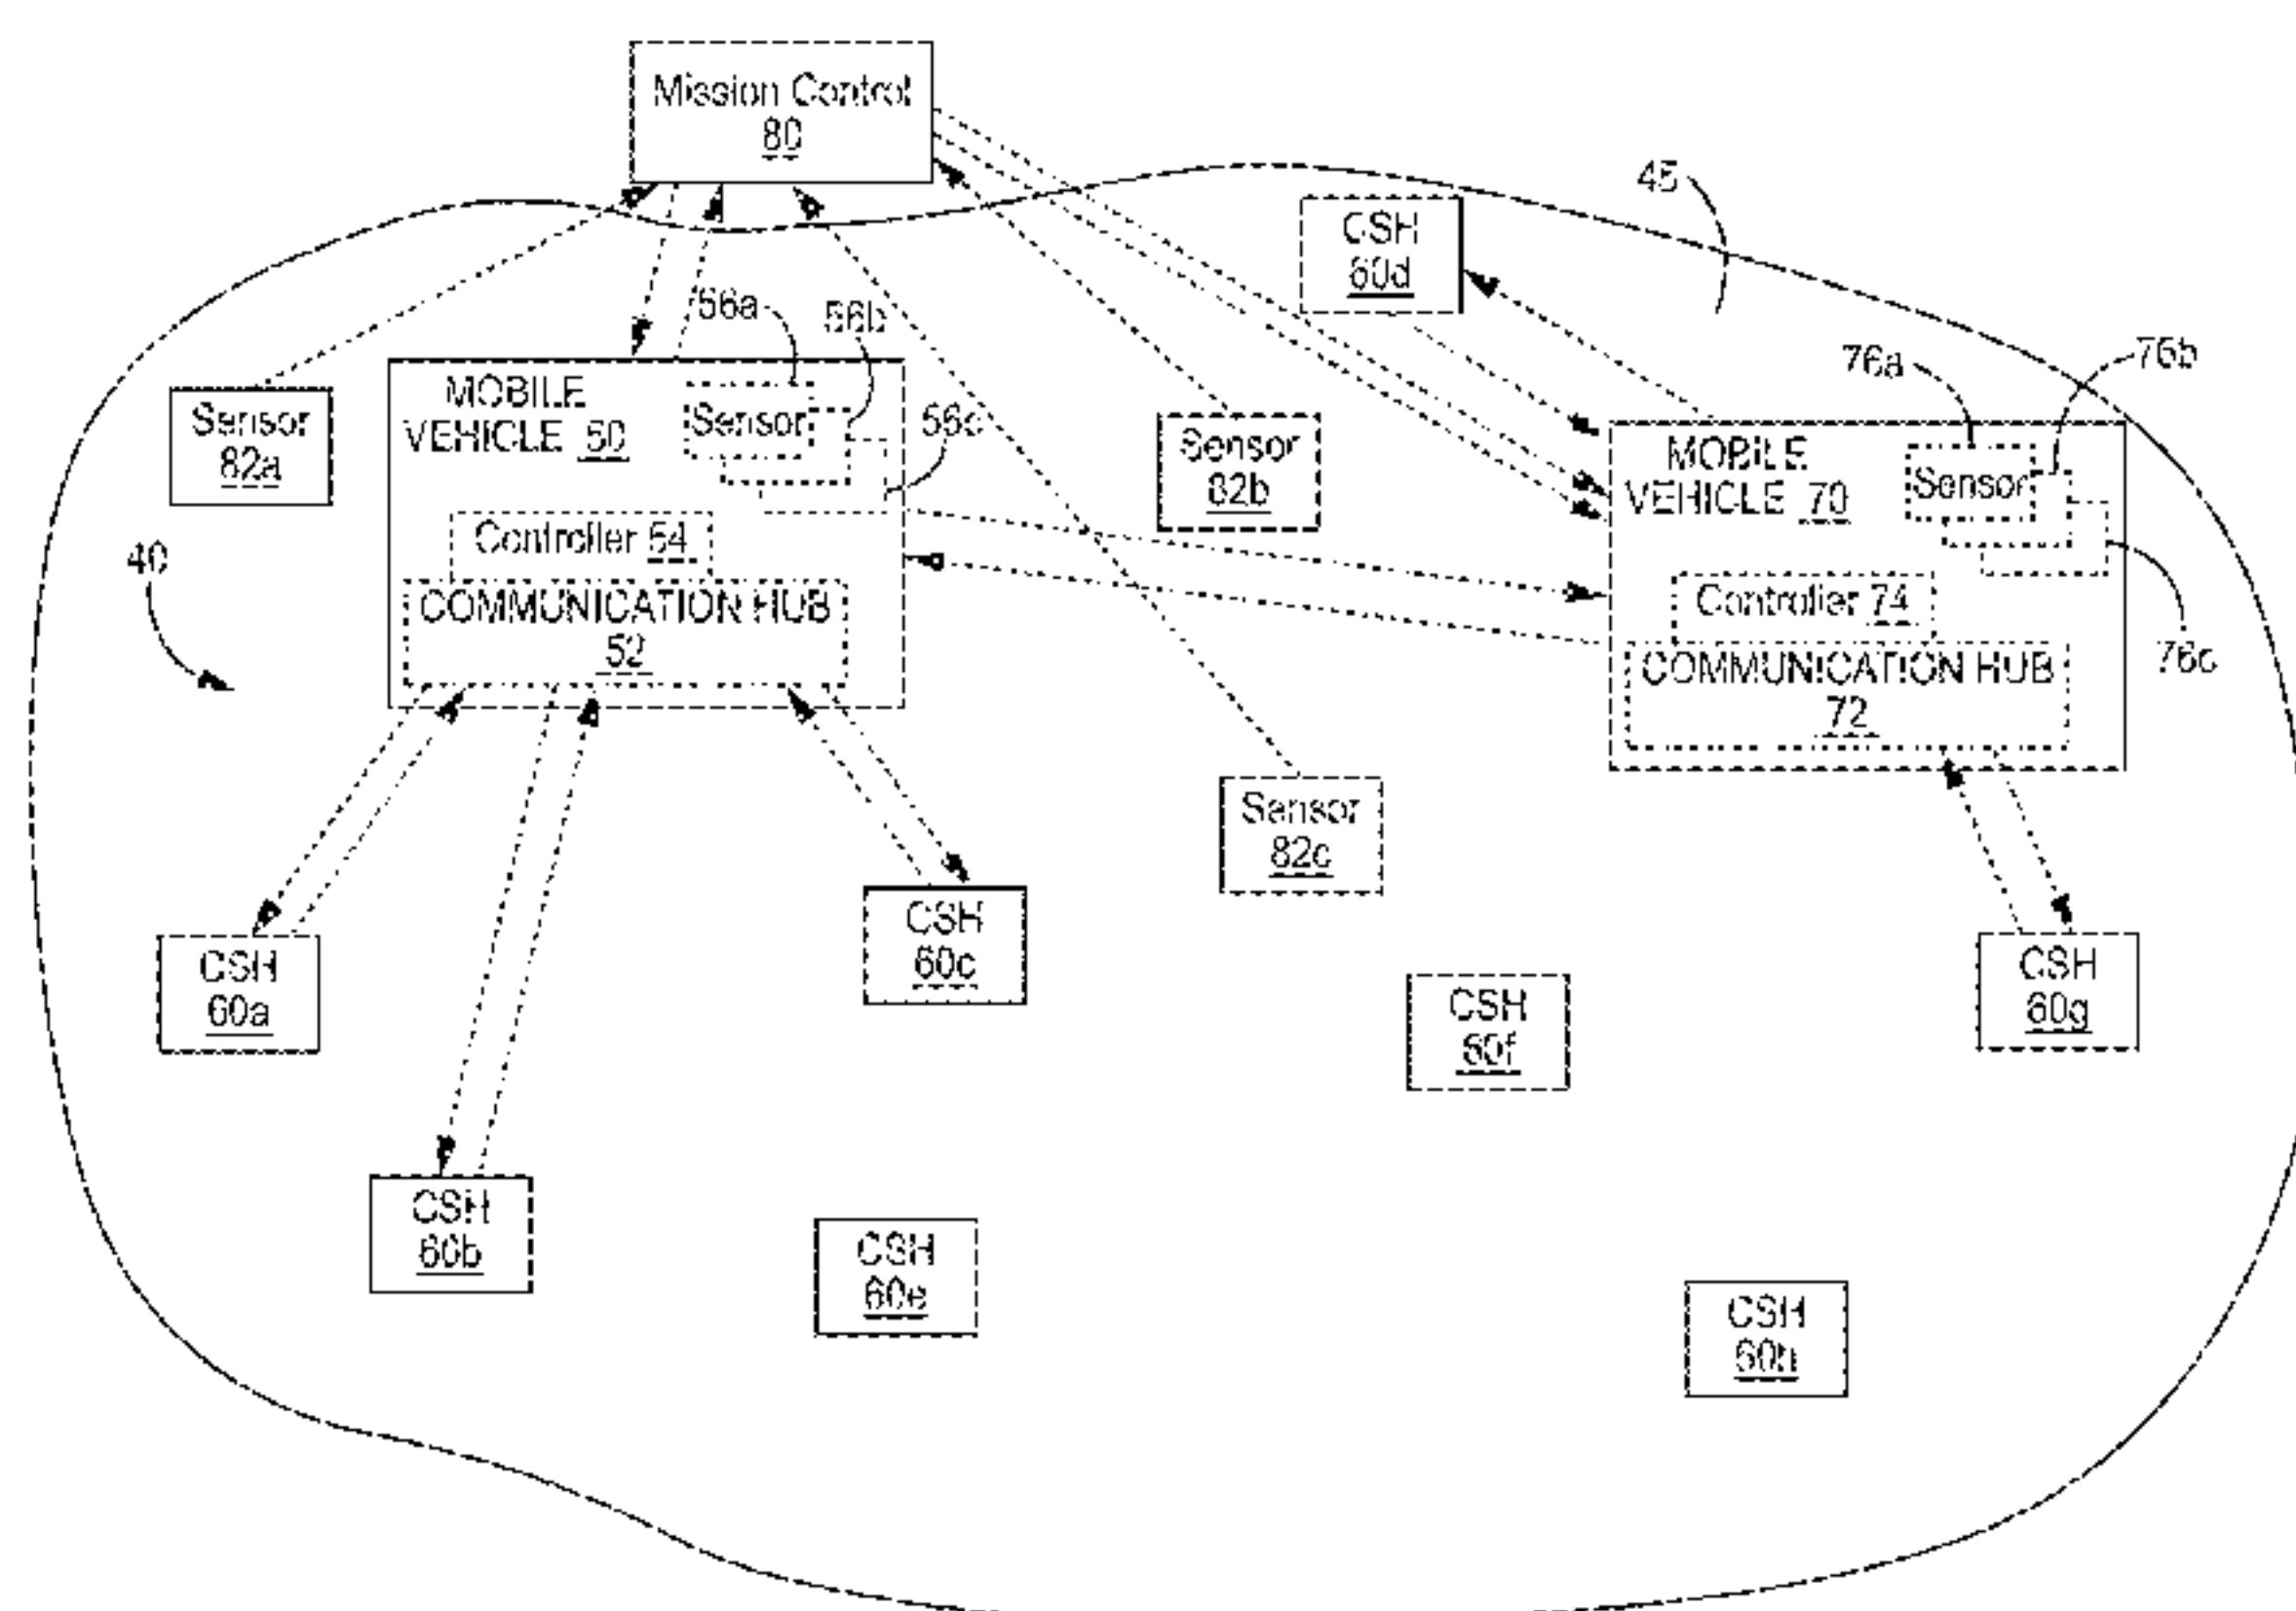 Mission Control
80
45
CSH
60d
56a
56b
56c
76a
76b
76c
Sensor
82a
MOBILE
VEHICLE 50
Sensor
Controller 54
COMMUNICATION HUB
52
Sensor
82b
MOBILE
VEHICLE 70
Sensor
Controller 74
COMMUNICATION HUB
72
40
Sensor
82c
CSH
60a
CSH
60c
CSH
60f
CSH
60g
CSH
60b
CSH
60e
CSH
60h